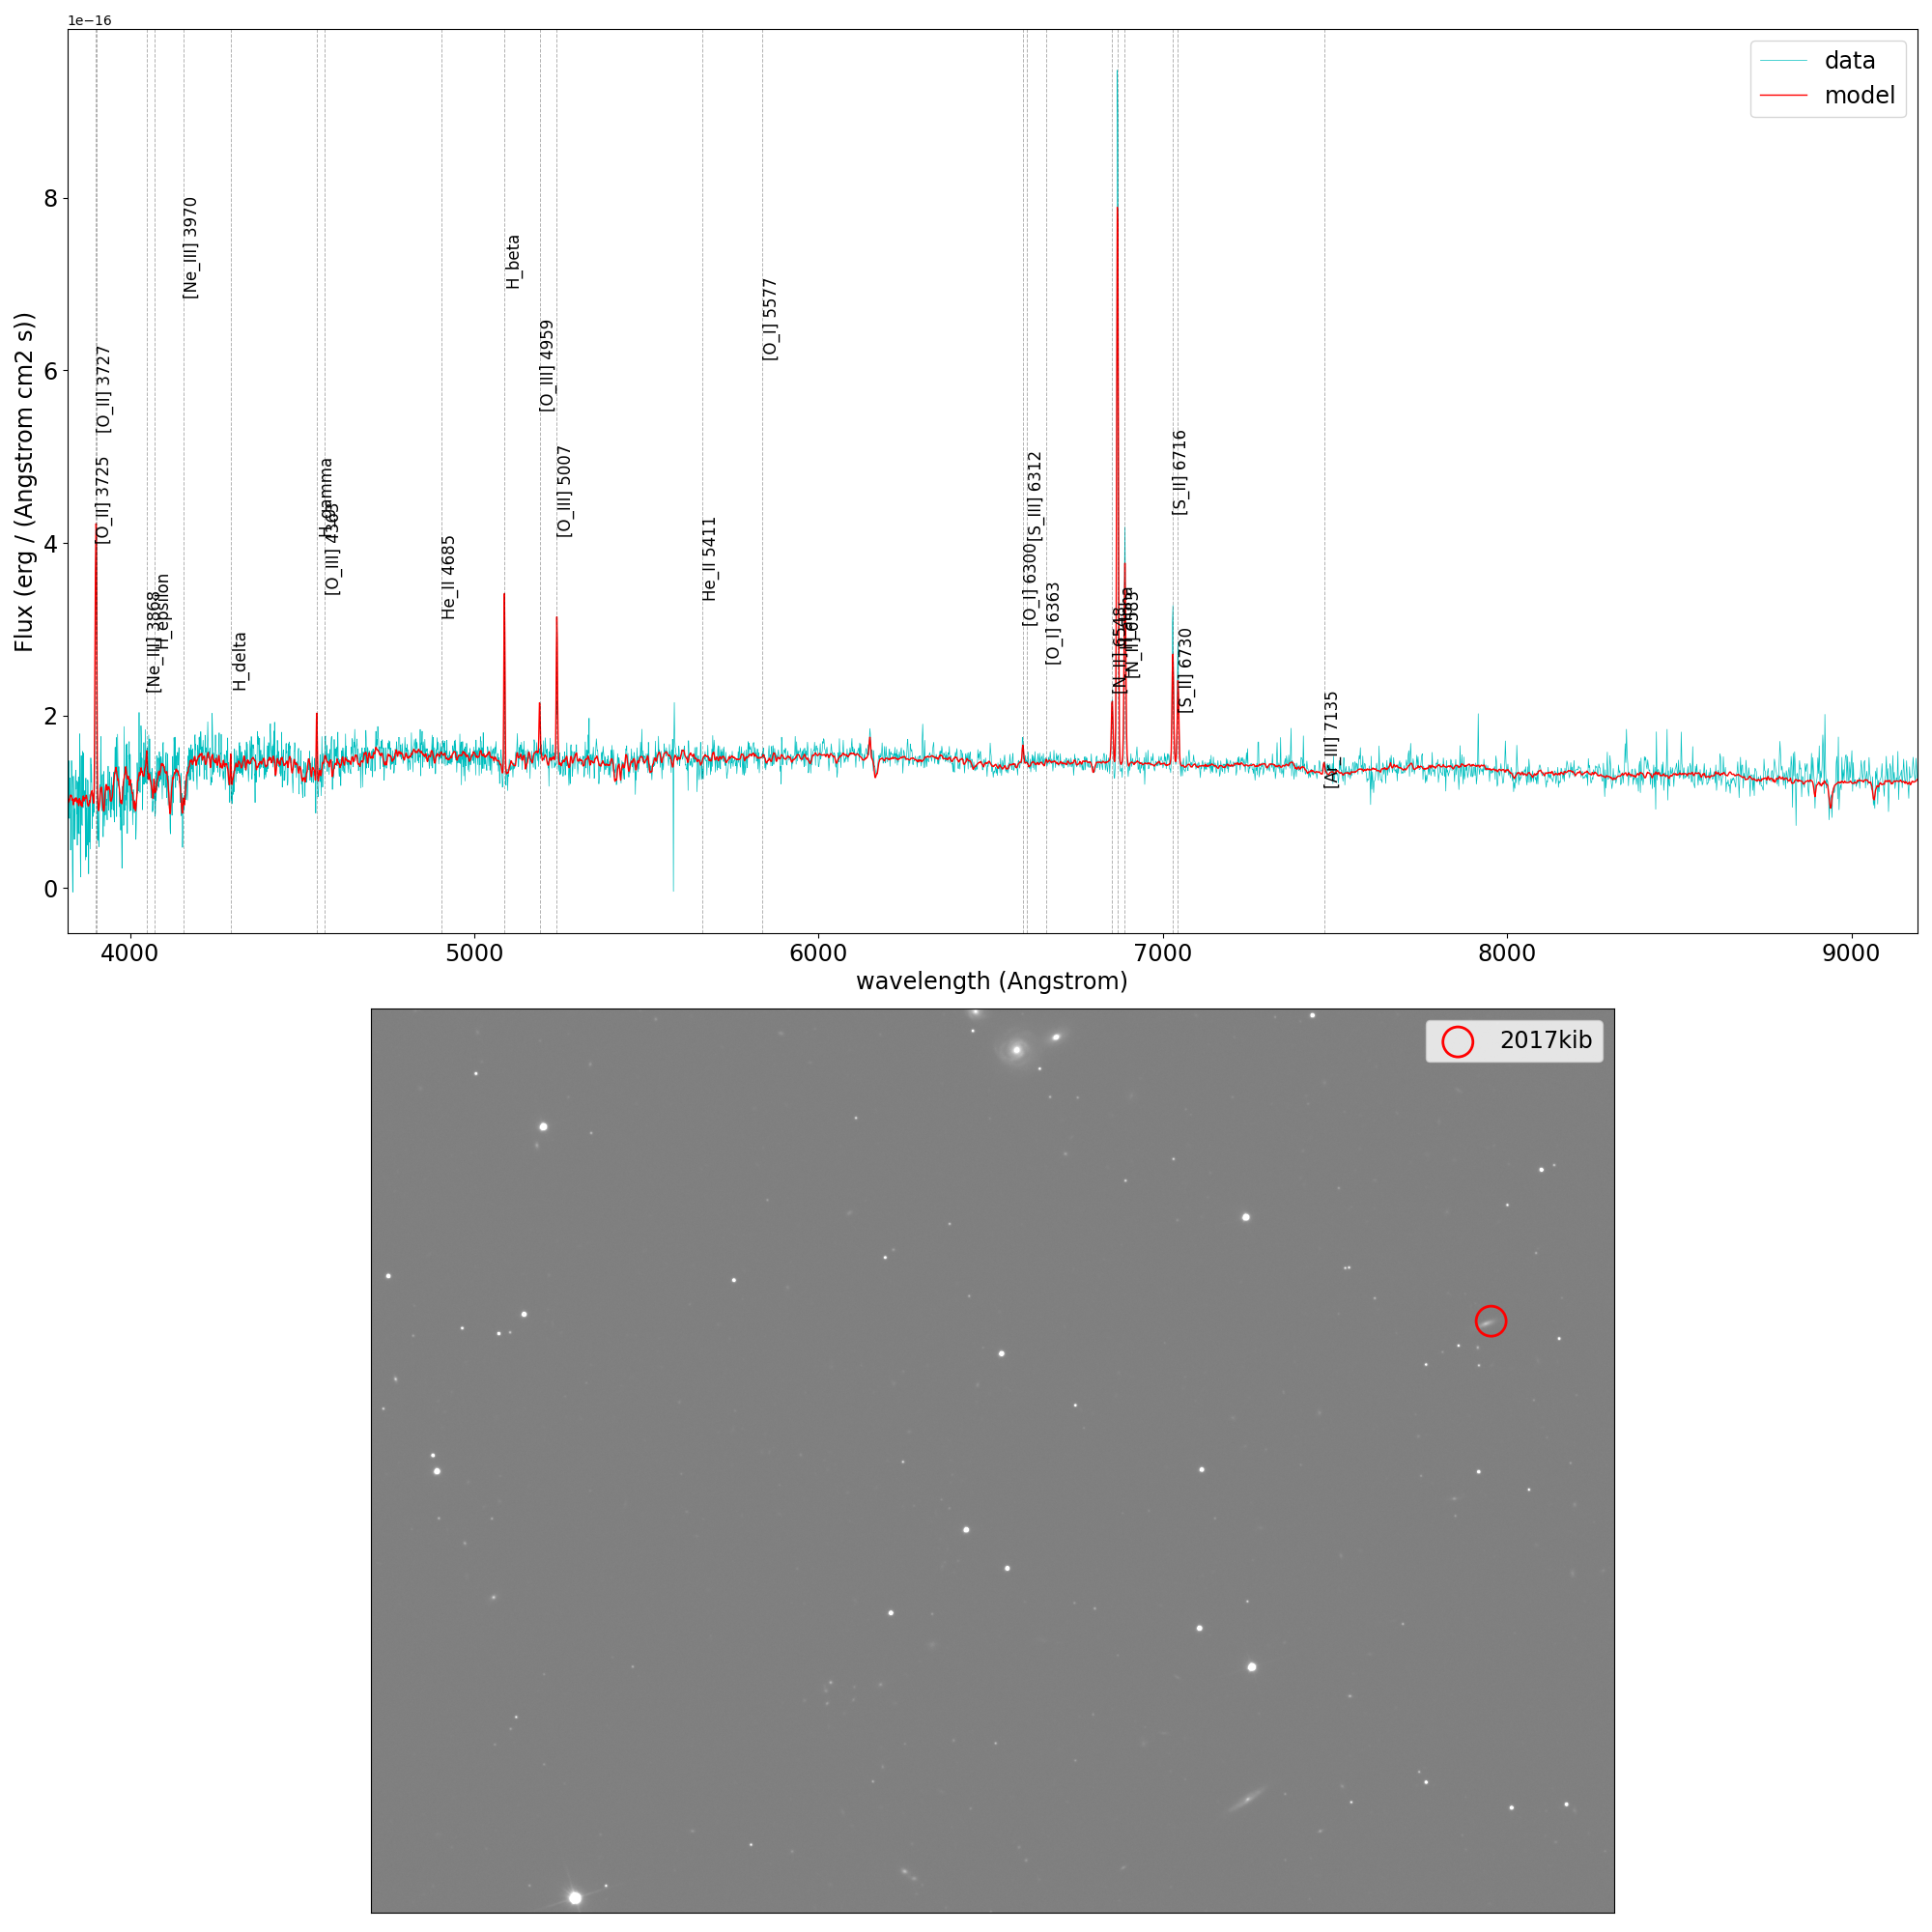 1e−16
data
model
[Ne_III] 3970
H_beta
[O_I] 5577
[O_III] 4959
[O_II] 3727
[S_II] 6716
[O_III] 5007
[S_III] 6312
[O_II] 3725
H_gamma
[O_III] 4363
He_II 5411
He_II 4685
[O_I] 6300
H_epsilon
[O_I] 6363
[N_II] 6585
[Ne_III] 3868
[N_II] 6548
[S_II] 6730
H_delta
[Ar_III] 7135
8
6
4
2
0
Flux (erg / (Angstrom cm2 s))
4000 5000 6000 7000 8000 9000
wavelength (Angstrom)
2017kib